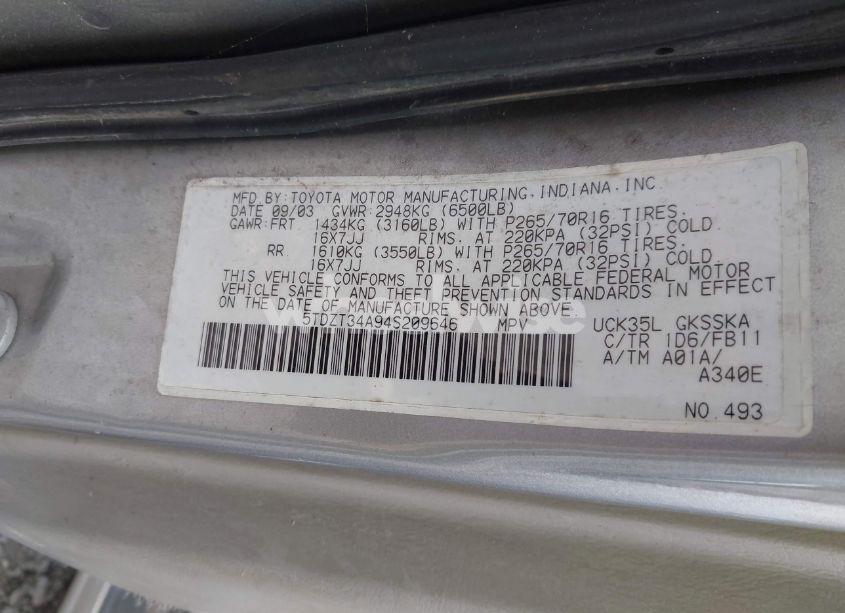 MFD.BY:TOYOTA MOTOR MANUFACTURING,INDIANA,INC.
DATE 09/03 GVWR:2948KG (6500LB)
GAWR:FRT 1434KG (3160LB) WITH P265/70R16 TIRES.
16X7JJ RIMS. AT 220KPA (32PSI) COLD
RR 1610KG (3550LB) WITH P265/70R16 TIRES.
16X7JJ RIMS. AT 220KPA (32PSI) COLD.
THIS VEHICLE CONFORMS TO ALL APPLICABLE FEDERAL MOTOR
VEHICLE SAFETY AND THEFT PREVENTION STANDARDS IN EFFECT
ON THE DATE OF MANUFACTURE SHOWN ABOVE.
5TDZT34A94S209646 MPV UCK35L GKSSKA
C/TR 1D6/FB11
A/TM A01A/
A340E
NO.493